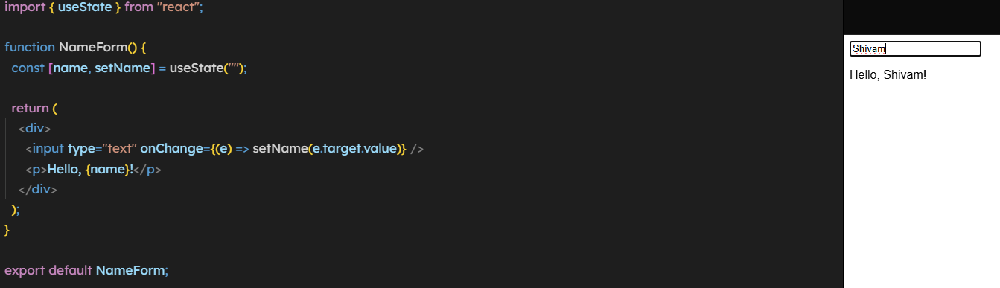 import { useState } from "react";
function NameForm() {
const [name, setName] = useState("");
return (
<div>
<input type="text" onChange={(e) => setName(e.target.value)} />
<p>Hello, {name}!</p>
</div>
);
}
export default NameForm;
Shivam
Hello, Shivam!